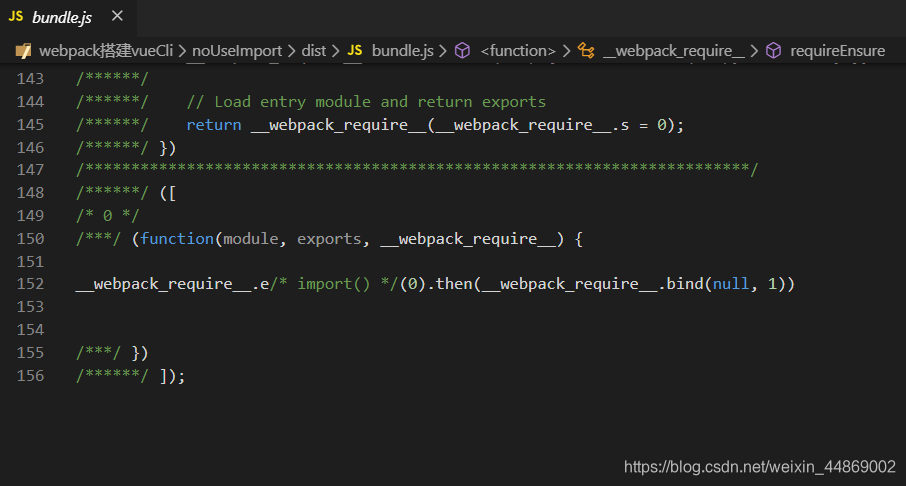 JS bundle.js ×
webpack搭建vueCli > noUseImport > dist > JS bundle.js > <function> > __webpack_require__ > requireEnsure
143 /******/
144 /******/ // Load entry module and return exports
145 /******/ return __webpack_require__(__webpack_require__.s = 0);
146 /******/ })
147 /************************************************************************/
148 /******/ ([
149 /* 0 */
150 /***/ (function(module, exports, __webpack_require__) {
151
152 __webpack_require__.e/* import() */(0).then(__webpack_require__.bind(null, 1))
153
154
155 /***/ })
156 /******/ ]);
https://blog.csdn.net/weixin_44869002